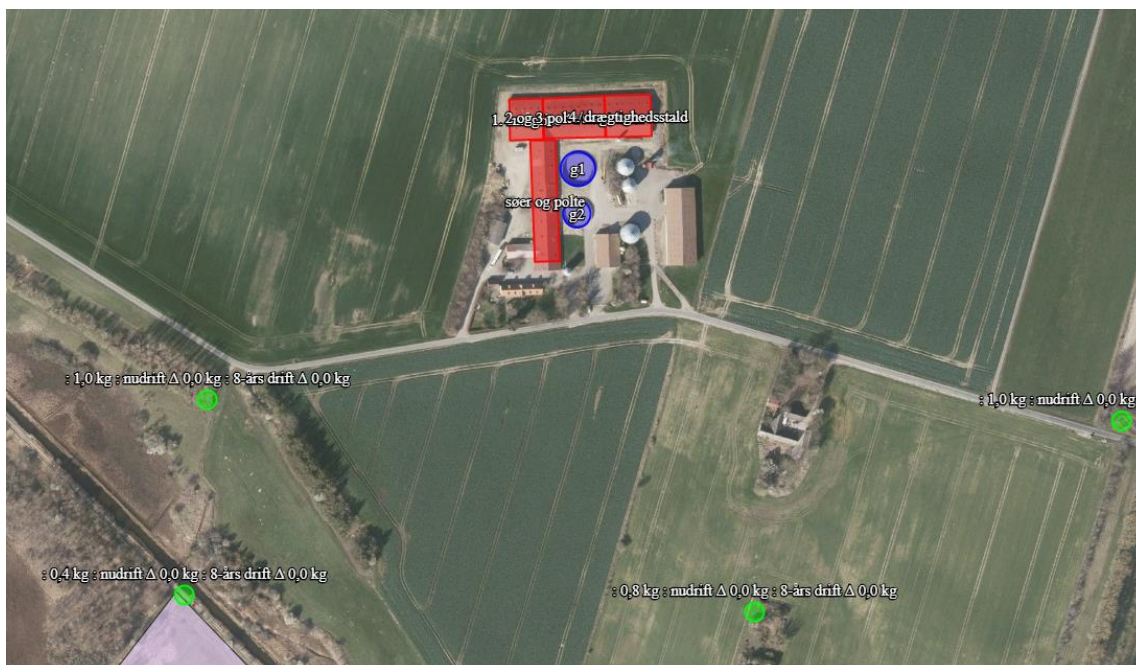 4. drægtighedsstald
2 og 3 pol
1.
g1
søer og polte
g2
: 1,0 kg : nudrift Δ 0,0 kg : 8-års drift Δ 0,0 kg
: 1,0 kg : nudrift Δ 0,0 kg
: 0,4 kg : nudrift Δ 0,0 kg : 8-års drift Δ 0,0 kg
: 0,8 kg : nudrift Δ 0,0 kg : 8-års drift Δ 0,0 kg